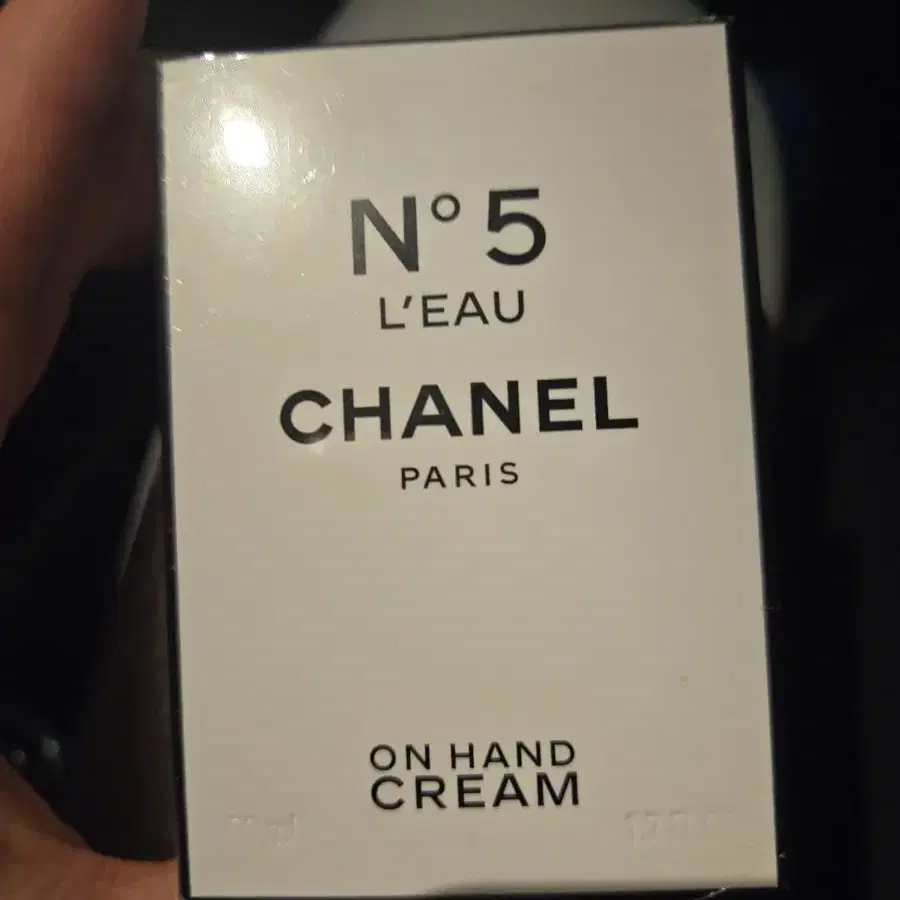 N° 5
L'EAU
CHANEL
PARIS
ON HAND
CREAM